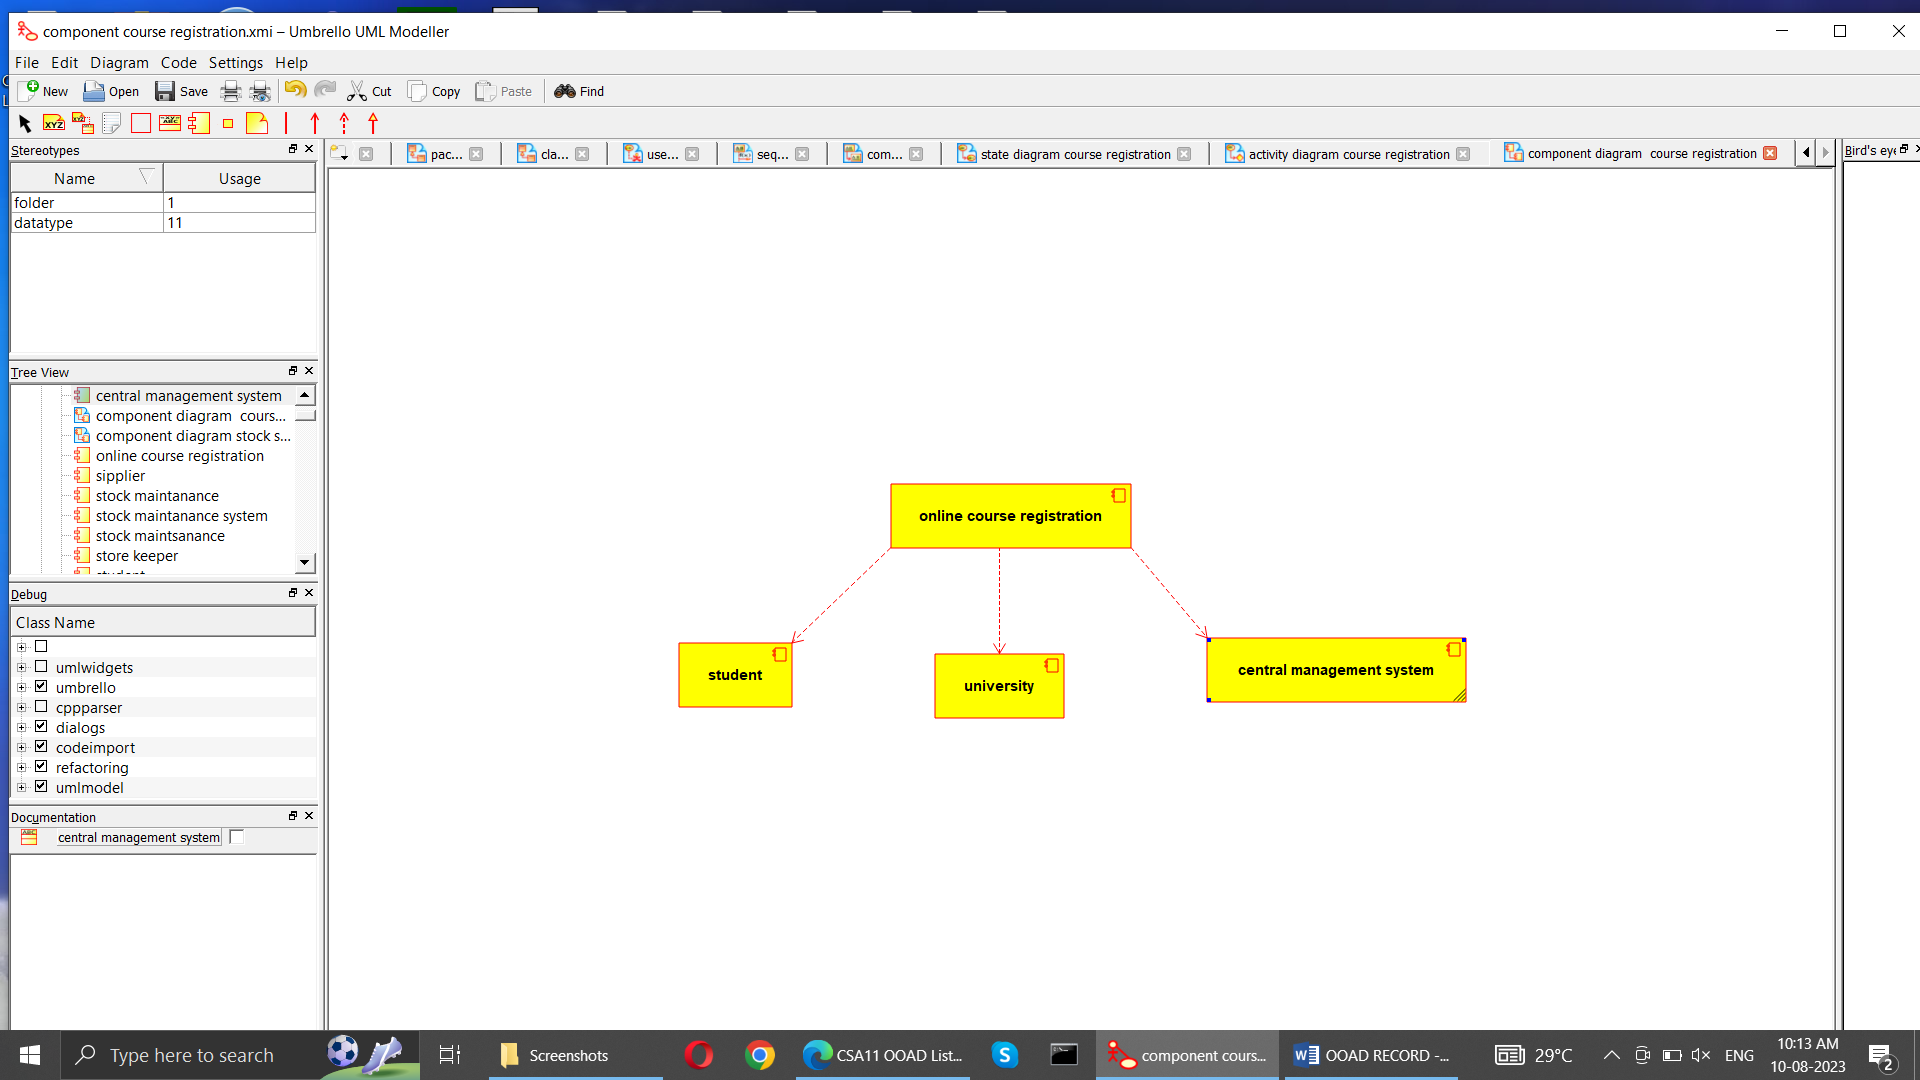 component course registration.xmi – Umbrello UML Modeller
File Edit Diagram Code Settings Help
New Open Save Cut Copy Paste Find
XYZ
Stereotypes
Name Usage
folder 1
datatype 11
pac... cla... use... seq... com... state diagram course registration activity diagram course registration component diagram course registration
Bird's eye
Tree View
central management system
component diagram cours...
component diagram stock s...
online course registration
sipplier
stock maintanance
stock maintanance system
stock maintsanance
store keeper
student
Debug
Class Name
umlwidgets
umbrello
cppparser
dialogs
codeimport
refactoring
umlmodel
Documentation
central management system
online course registration
student
university
central management system
Type here to search
Screenshots
CSA11 OOAD List...
component cours...
OOAD RECORD -...
29°C
ENG
10:13 AM
10-08-2023
2